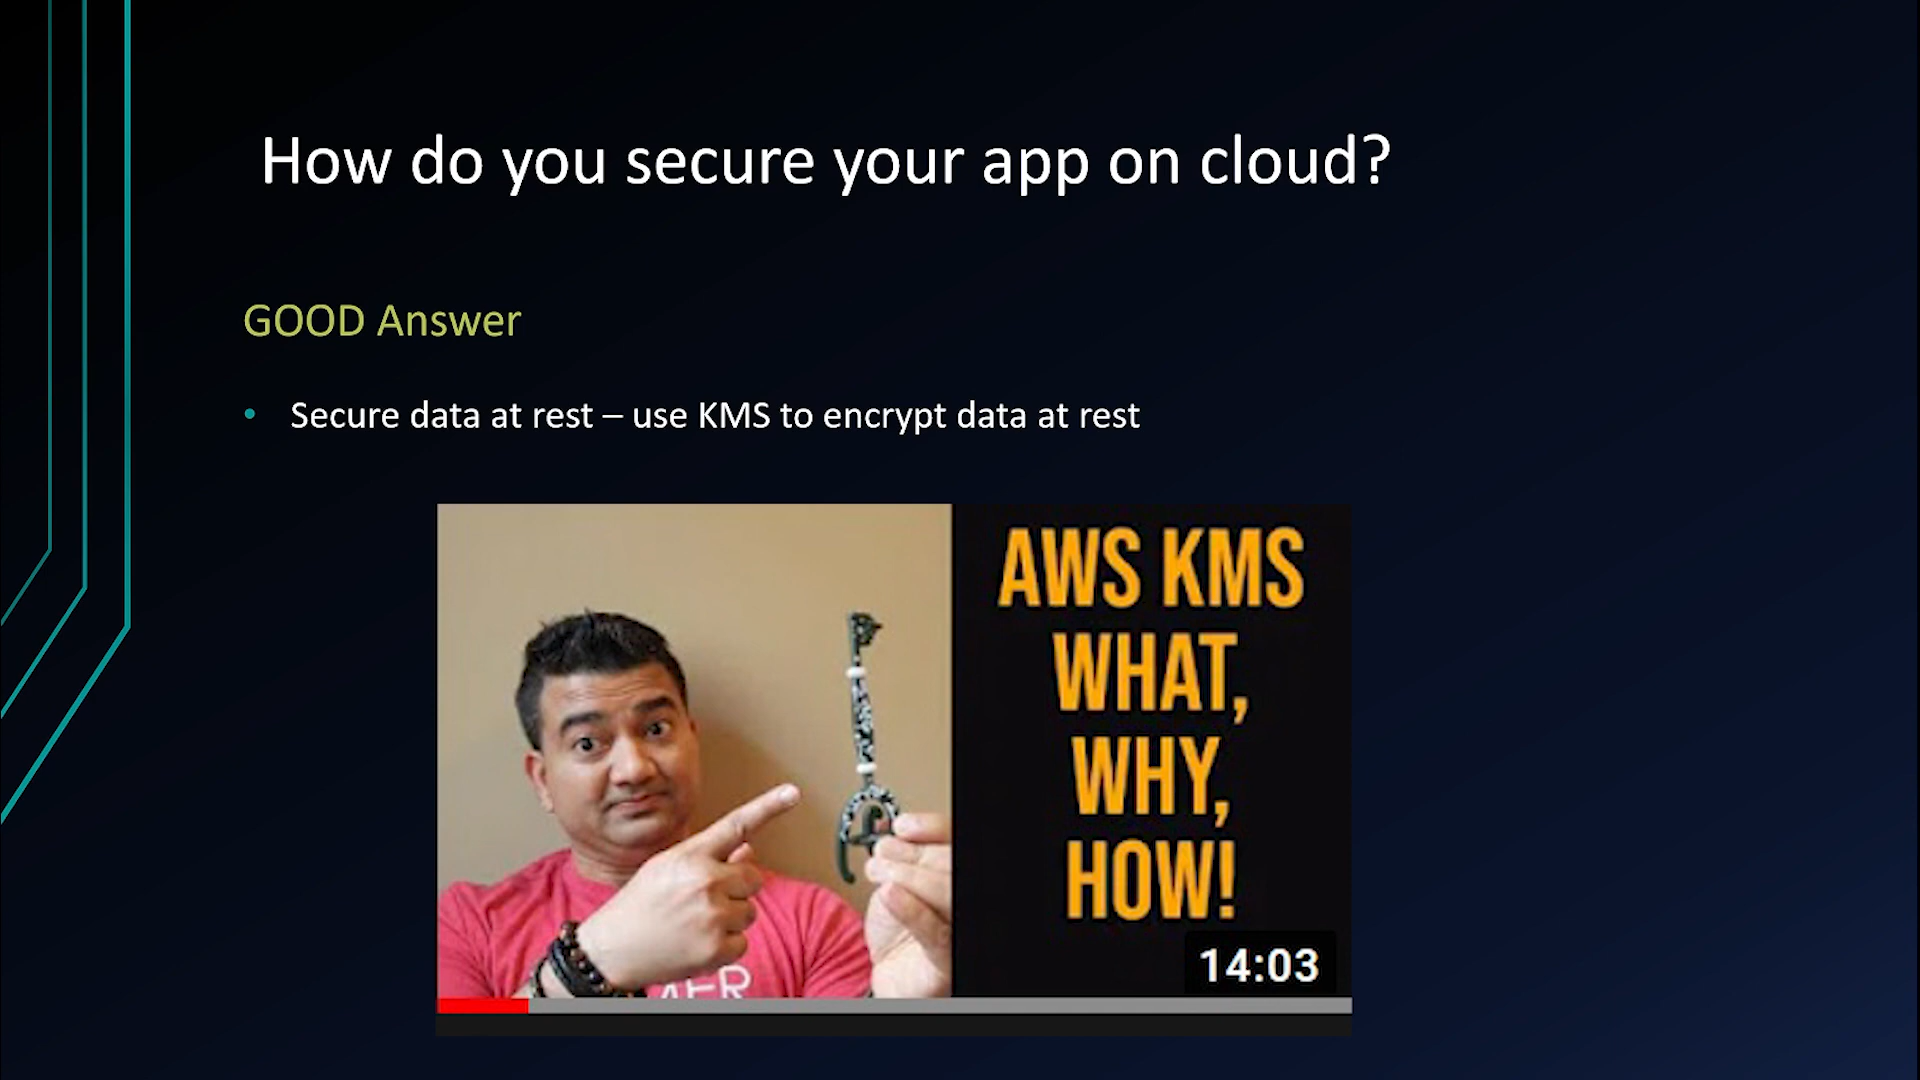 How do you secure your app on cloud?
GOOD Answer
• Secure data at rest – use KMS to encrypt data at rest
AWS KMS
WHAT,
WHY,
HOW!
14:03